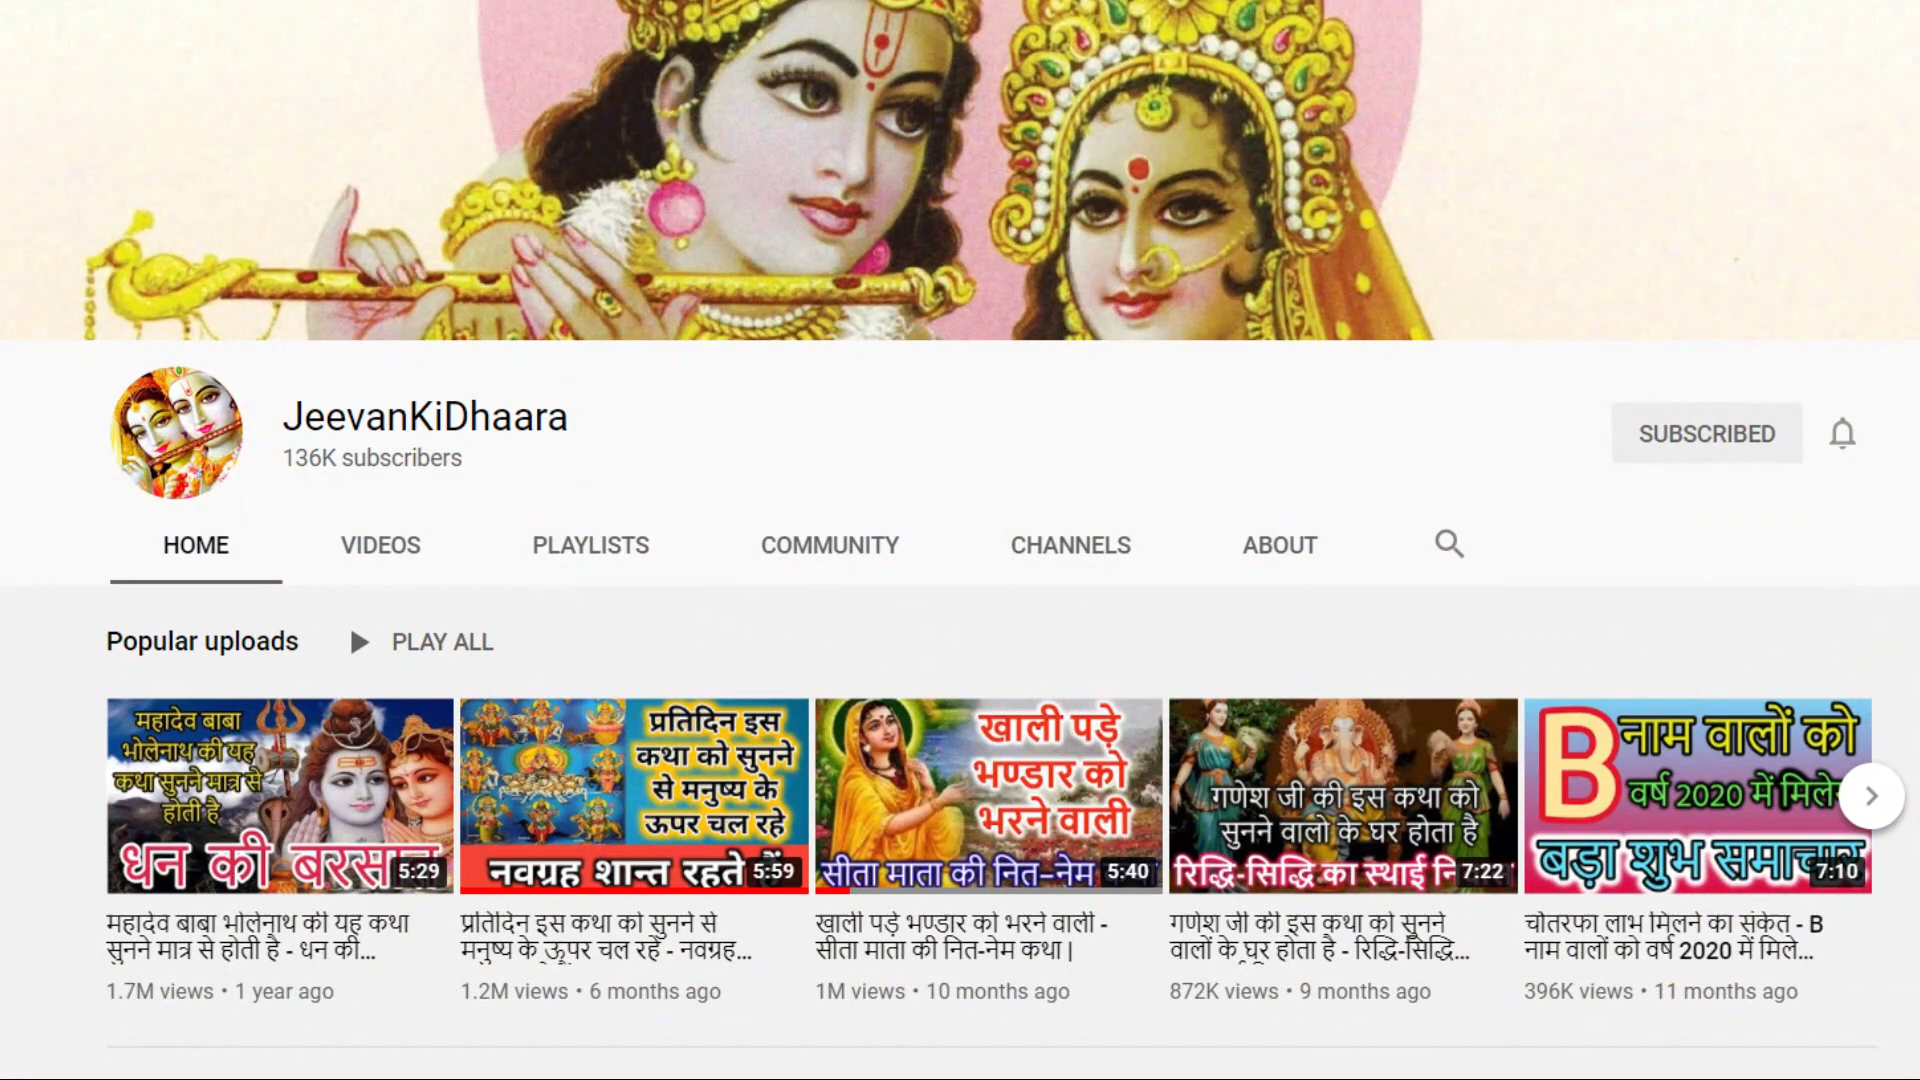 JeevanKiDhaara
136K subscribers
SUBSCRIBED
HOME
VIDEOS
PLAYLISTS
COMMUNITY
CHANNELS
ABOUT
Popular uploads
PLAY ALL
महादेव बाबा
भोलेनाथ की यह
कथा सुनने मात्र से
होती है
धन की
5:29
प्रतिदिन इस
कथा को सुनने
से मनुष्य के
ऊपर चल रहे
नवग्रह शान्त रहते
5:59
खाली पड़े
भण्डार को
भरने वाली
सीता माता की नित-नेम
5:40
गणेश जी की इस कथा को
सुनने वालो के घर होता है
रिद्धि-सिद्धि का स्थाई
7:22
B नाम वालों को
वर्ष 2020 में
बड़ा शुभ समाचार
7:10
महादेव बाबा भोलेनाथ की यह कथा
सुनने मात्र से होती है - धन की...
1.7M views • 1 year ago
प्रतिदिन इस कथा को सुनने से
मनुष्य के ऊपर चल रहे - नवग्रह...
1.2M views • 6 months ago
खाली पड़े भण्डार को भरने वाली -
सीता माता की नित-नेम कथा |
1M views • 10 months ago
गणेश जी की इस कथा को सुनने
वालों के घर होता है - रिद्धि-सिद्धि...
872K views • 9 months ago
चौतरफा लाभ मिलने का संकेत - B
नाम वालों को वर्ष 2020 में मिले...
396K views • 11 months ago